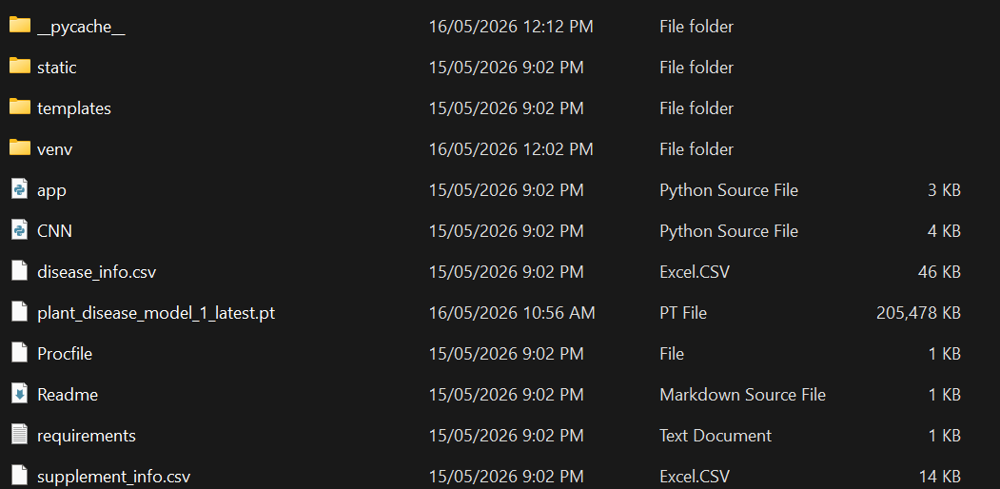 __pycache__ 16/05/2026 12:12 PM File folder
static 15/05/2026 9:02 PM File folder
templates 15/05/2026 9:02 PM File folder
venv 16/05/2026 12:02 PM File folder
app 15/05/2026 9:02 PM Python Source File 3 KB
CNN 15/05/2026 9:02 PM Python Source File 4 KB
disease_info.csv 15/05/2026 9:02 PM Excel.CSV 46 KB
plant_disease_model_1_latest.pt 16/05/2026 10:56 AM PT File 205,478 KB
Procfile 15/05/2026 9:02 PM File 1 KB
Readme 15/05/2026 9:02 PM Markdown Source File 1 KB
requirements 15/05/2026 9:02 PM Text Document 1 KB
supplement_info.csv 15/05/2026 9:02 PM Excel.CSV 14 KB